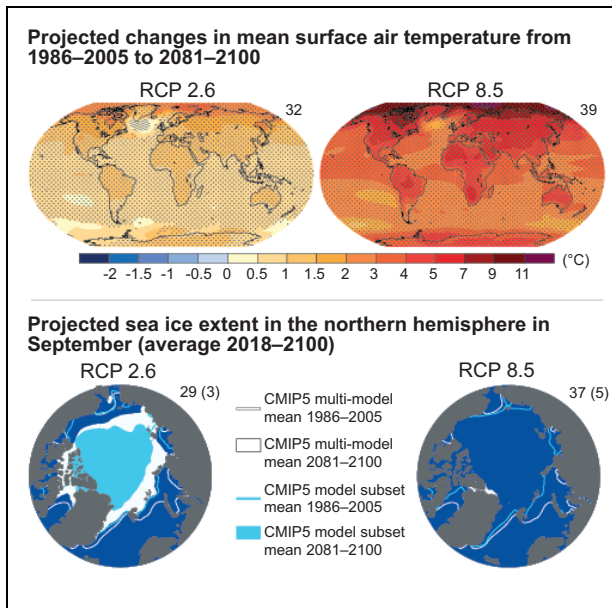 Projected changes in mean surface air temperature from
1986–2005 to 2081–2100
RCP 2.6
32
RCP 8.5
39
-2 -1.5 -1 -0.5 0 0.5 1 1.5 2 3 4 5 7 9 11 (°C)
Projected sea ice extent in the northern hemisphere in
September (average 2018–2100)
RCP 2.6
29 (3)
CMIP5 multi-model
mean 1986–2005
CMIP5 multi-model
mean 2081–2100
CMIP5 model subset
mean 1986–2005
CMIP5 model subset
mean 2081–2100
RCP 8.5
37 (5)